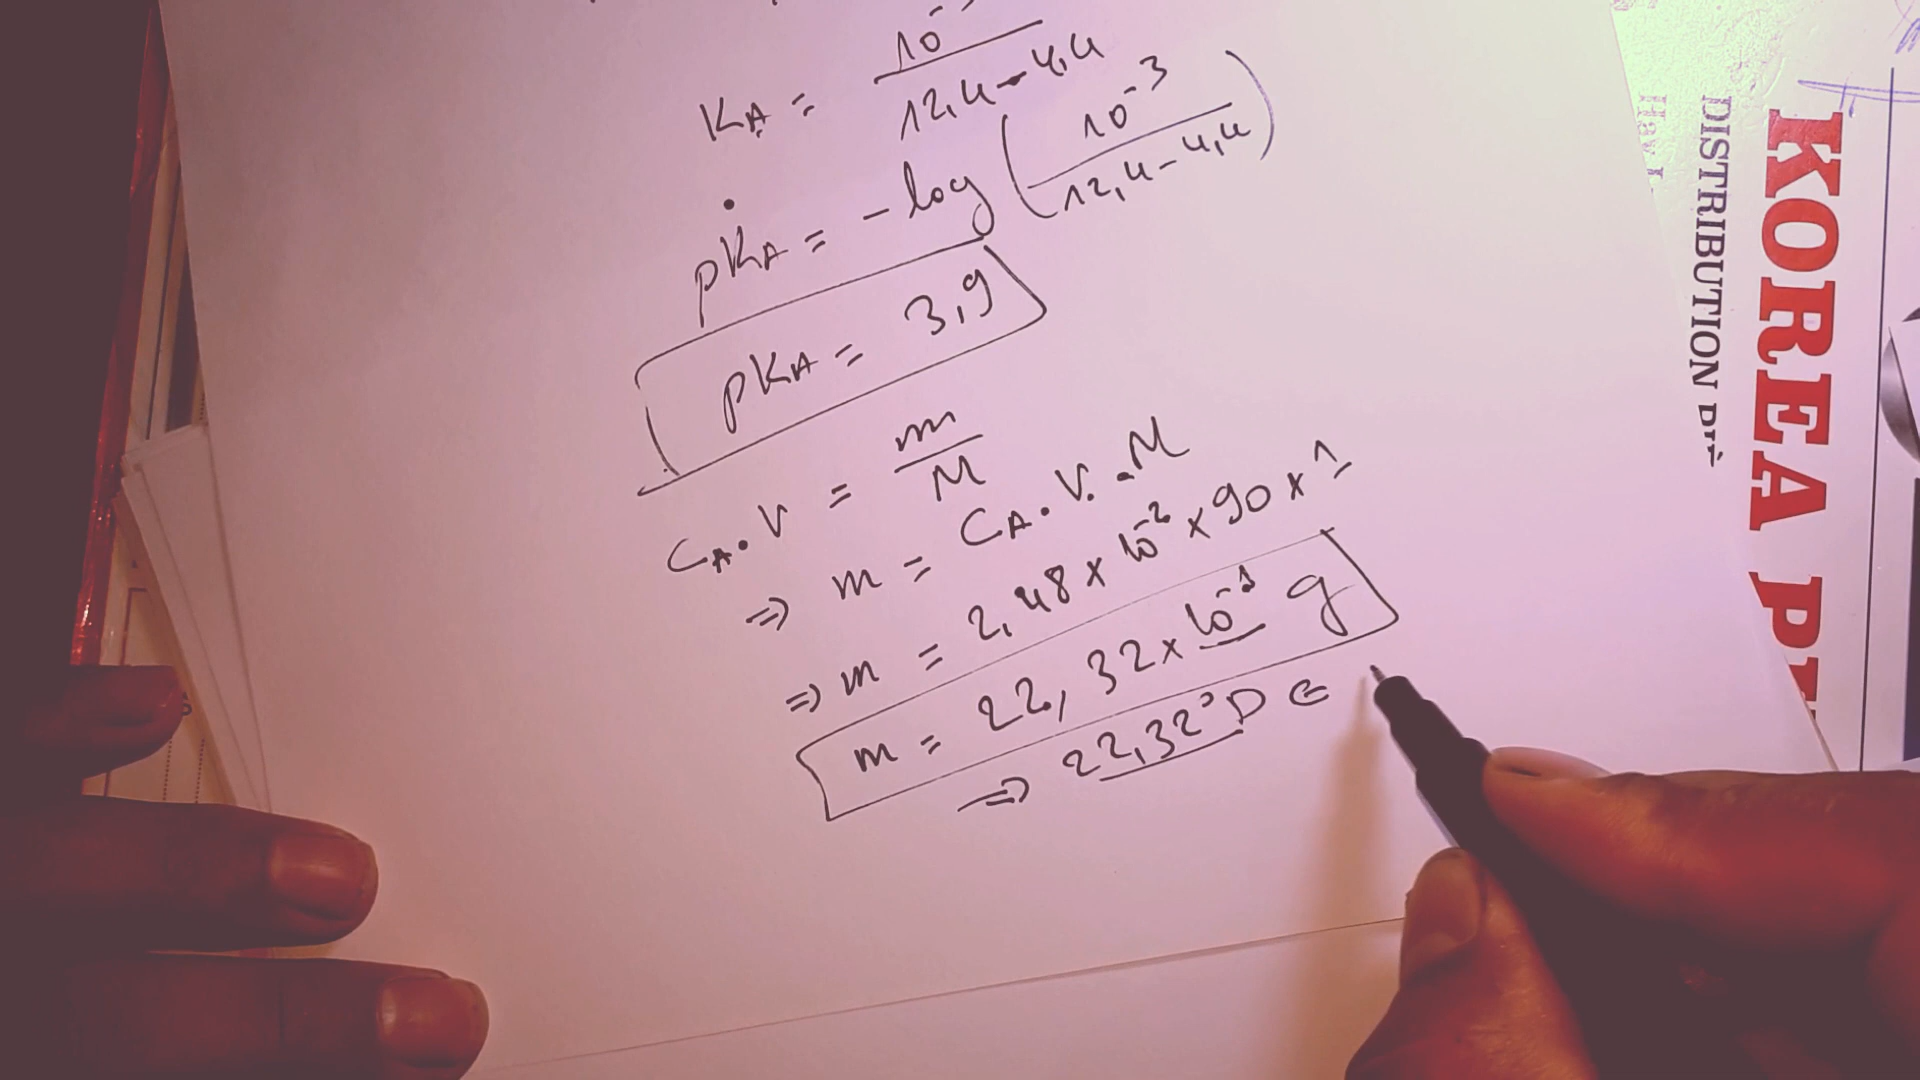 KA = 10 / 12,4 - 4,4
pKA = - log ( 10⁻³ / 12,4 - 4,4 )
pKA = 3,9
CA . V = m / M
=> m = CA . V . M
=> m = 2,48 x 10⁻² x 90 x 1
m = 22,32 x 10⁻¹ g
=> 22,32°D
KOREA
DISTRIBUTION